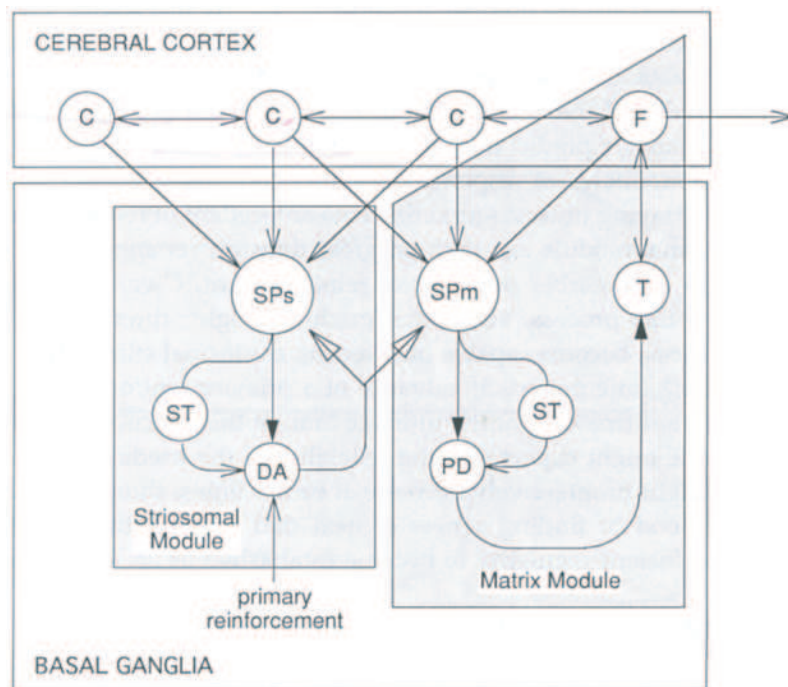 CEREBRAL CORTEX
C C C F
SPs SPm T
ST ST
DA PD
Striosomal
Module
Matrix Module
primary
reinforcement
BASAL GANGLIA